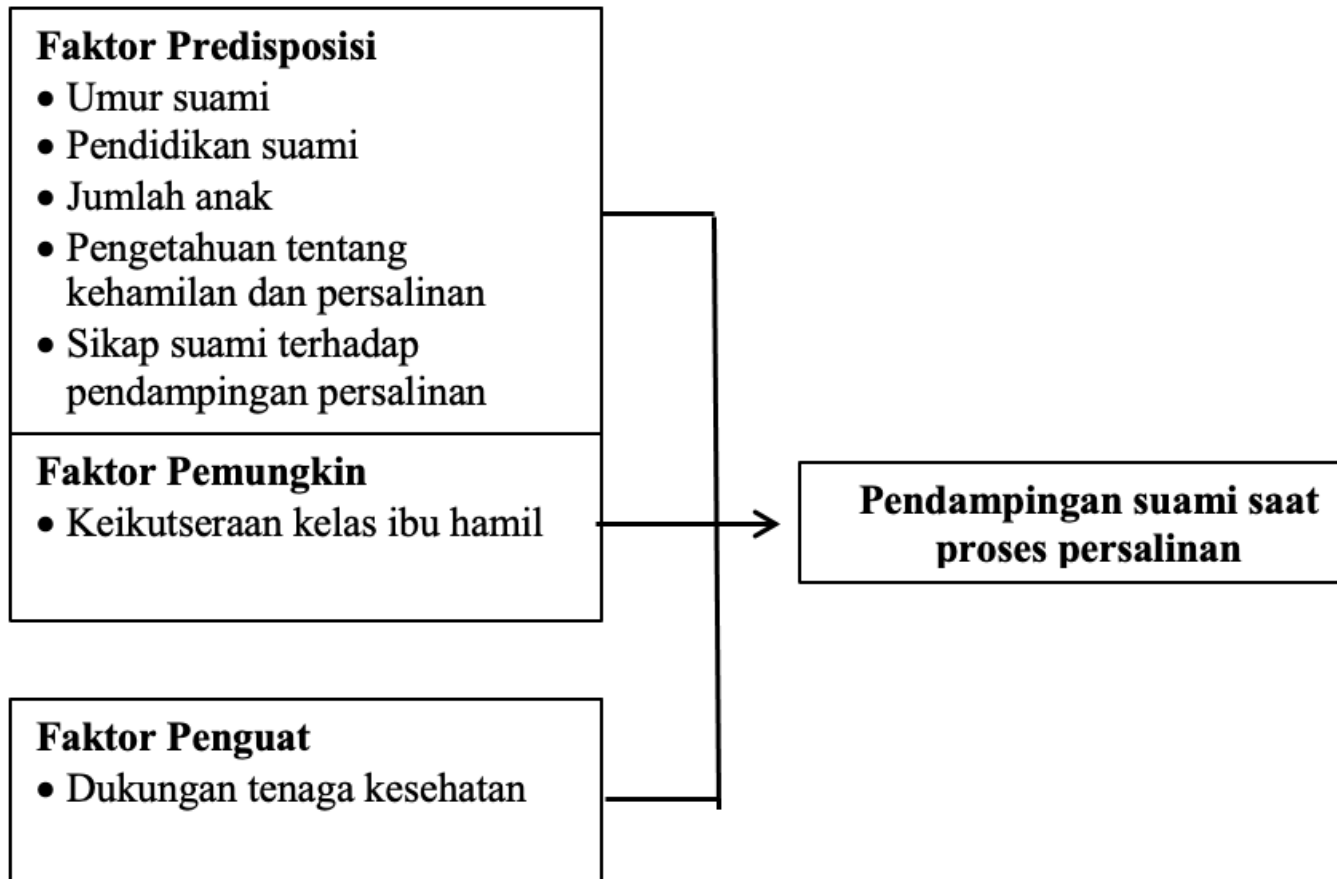 Faktor Predisposisi
• Umur suami
• Pendidikan suami
• Jumlah anak
• Pengetahuan tentang
kehamilan dan persalinan
• Sikap suami terhadap
pendampingan persalinan
Faktor Pemungkin
• Keikutseraan kelas ibu hamil
Faktor Penguat
• Dukungan tenaga kesehatan
Pendampingan suami saat
proses persalinan